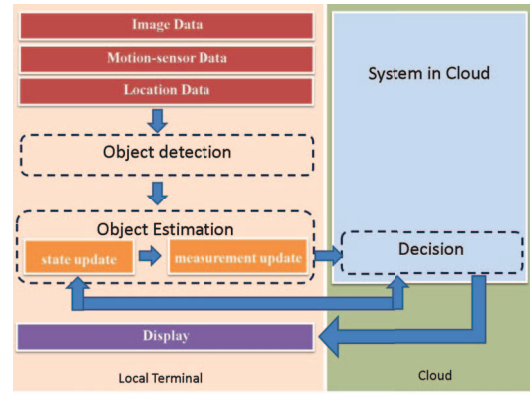 Image Data
Motion-sensor Data
Location Data
System in Cloud
Object detection
Object Estimation
state update
measurement update
Decision
Display
Local Terminal
Cloud